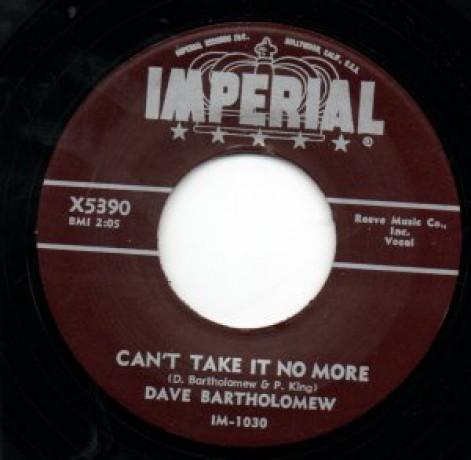 IMPERIAL RECORDS INC., HOLLYWOOD, CALIF., U.S.A.
IMPERIAL
®
X5390
BMI 2:05
Reeve Music Co.,
Inc.
Vocal
CAN'T TAKE IT NO MORE
(D. Bartholomew & P. King)
DAVE BARTHOLOMEW
IM-1030